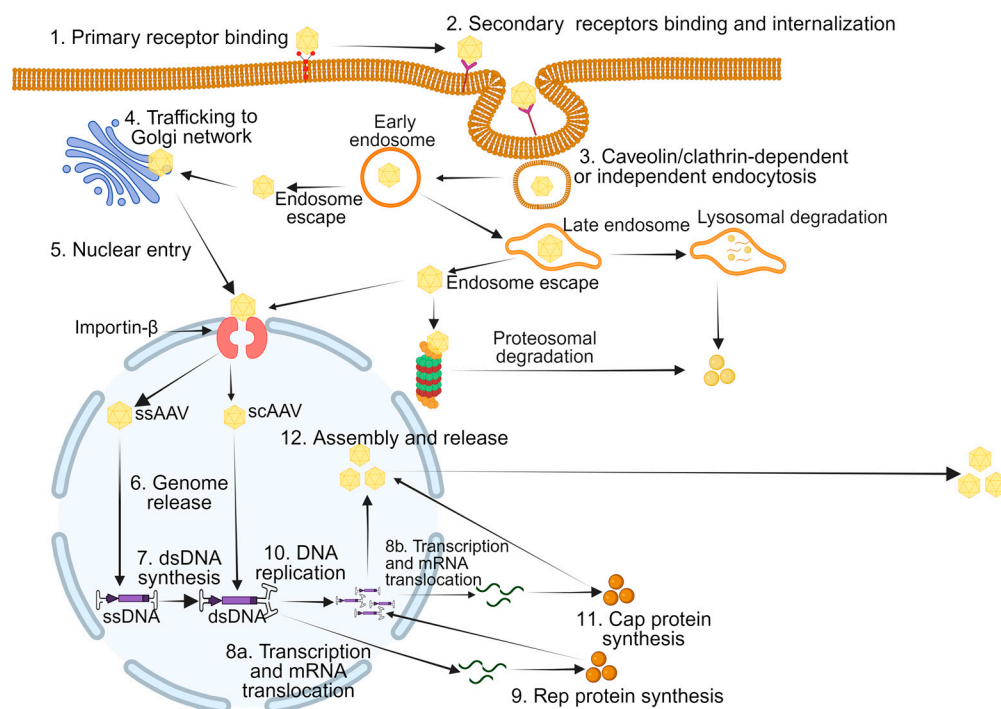 1. Primary receptor binding
2. Secondary receptors binding and internalization
4. Trafficking to
Golgi network
Early
endosome
3. Caveolin/clathrin-dependent
or independent endocytosis
Endosome
escape
Late endosome
Lysosomal degradation
5. Nuclear entry
Endosome escape
Importin-β
Proteosomal
degradation
ssAAV
scAAV
12. Assembly and release
6. Genome
release
7. dsDNA
synthesis
10. DNA
replication
8b. Transcription
and mRNA
translocation
ssDNA
dsDNA
11. Cap protein
synthesis
8a. Transcription
and mRNA
translocation
9. Rep protein synthesis